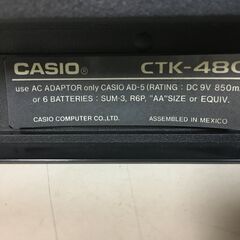 CASIO® CTK-480
use AC ADAPTOR only CASIO AD-5 (RATING : DC 9V 850m
or 6 BATTERIES : SUM-3, R6P, "AA"SIZE or EQUIV.
CASIO COMPUTER CO.,LTD. ASSEMBLED IN MEXICO